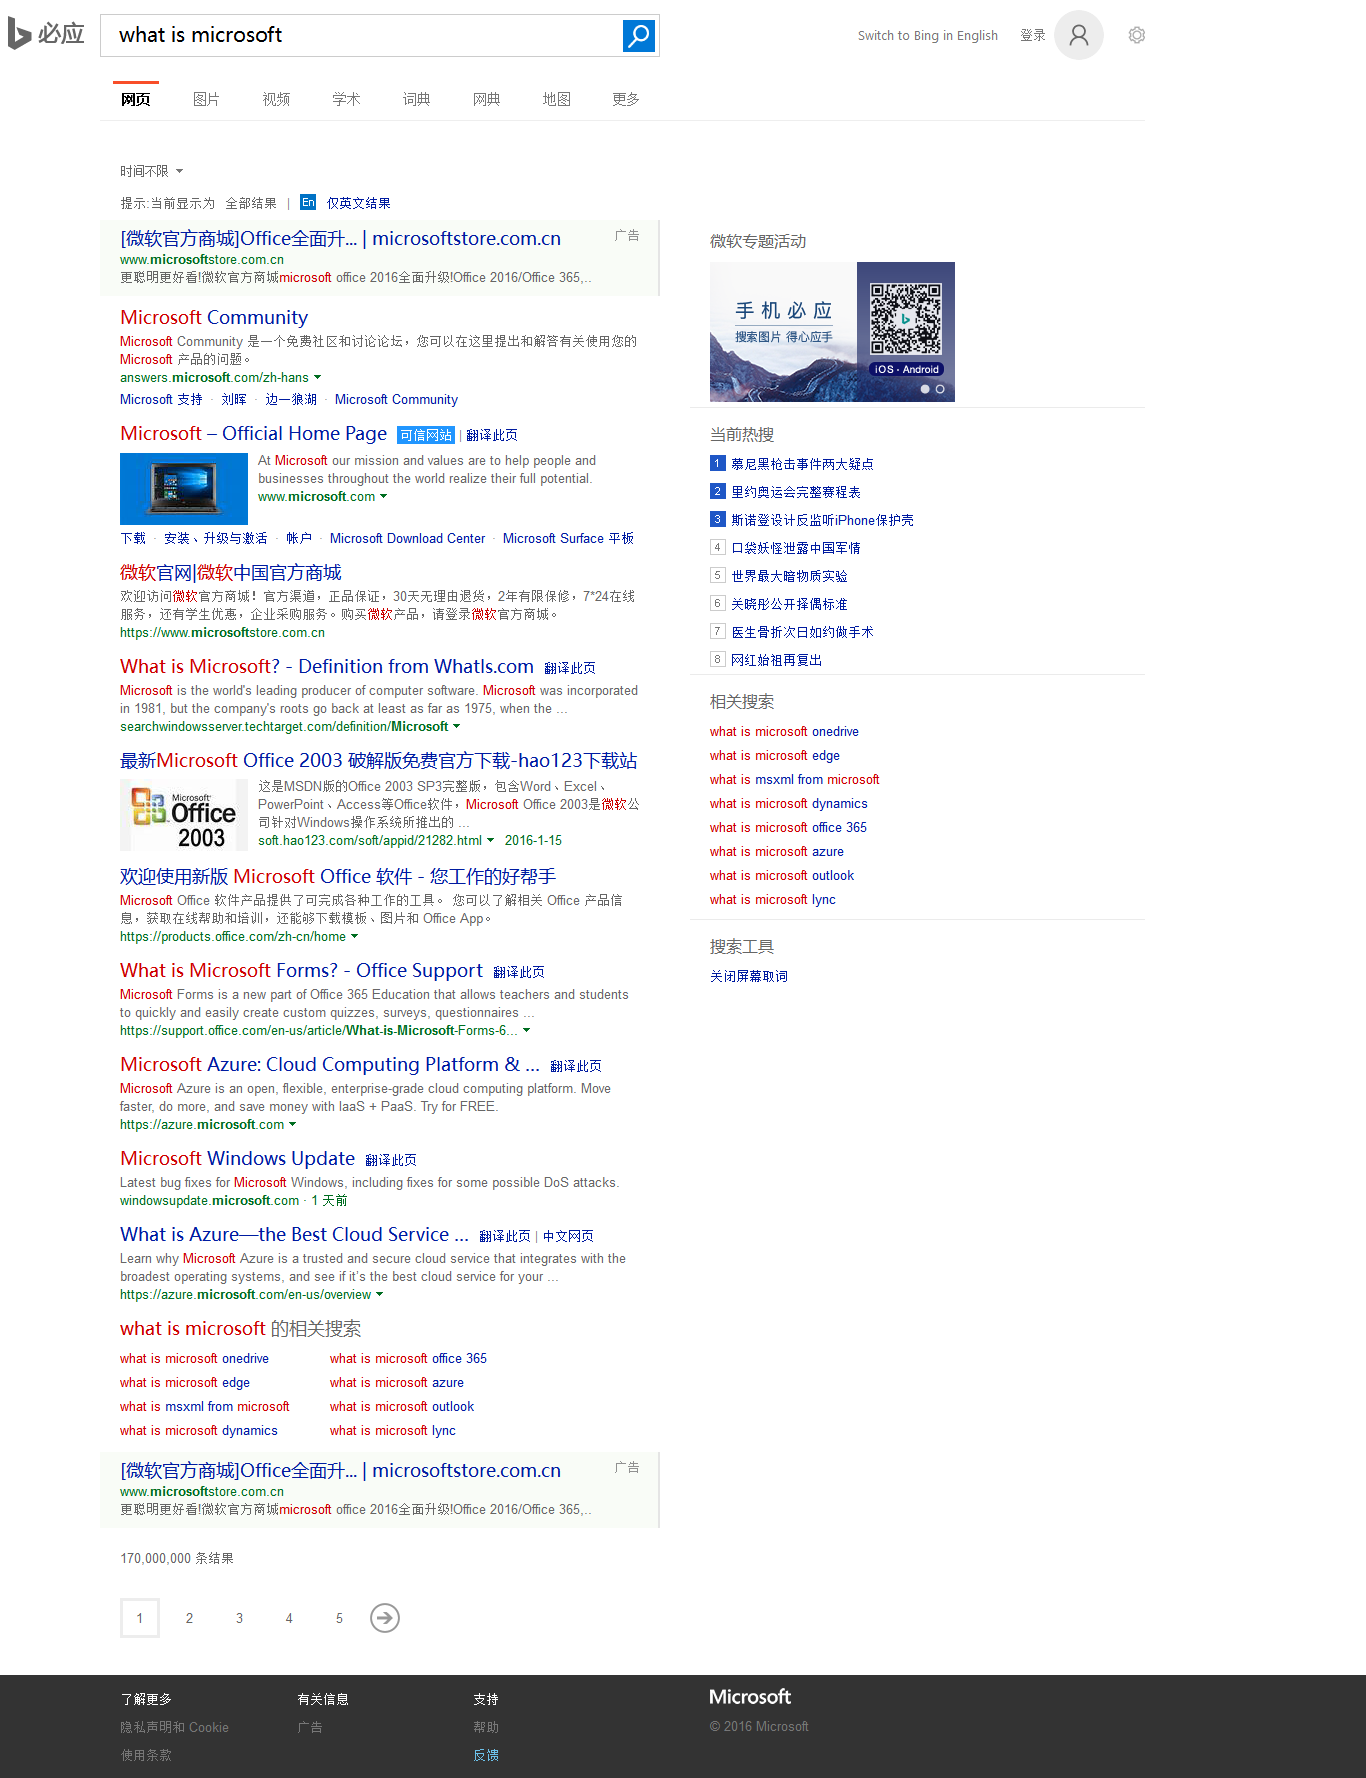 必应
what is microsoft
Switch to Bing in English 登录
网页 图片 视频 学术 词典 网典 地图 更多
时间不限
提示:当前显示为 全部结果 | En 仅英文结果
[微软官方商城]Office全面升... | microsoftstore.com.cn 广告
www.microsoftstore.com.cn
更聪明更好看!微软官方商城microsoft office 2016全面升级!Office 2016/Office 365,..
Microsoft Community
Microsoft Community 是一个免费社区和讨论论坛，您可以在这里提出和解答有关使用您的
Microsoft 产品的问题。
answers.microsoft.com/zh-hans
Microsoft 支持 · 刘晖 · 边一狼湖 · Microsoft Community
Microsoft – Official Home Page 可信网站 | 翻译此页
At Microsoft our mission and values are to help people and
businesses throughout the world realize their full potential.
www.microsoft.com
下载 · 安装、升级与激活 · 帐户 · Microsoft Download Center · Microsoft Surface 平板
微软官网|微软中国官方商城
欢迎访问微软官方商城！官方渠道，正品保证，30天无理由退货，2年有限保修，7*24在线
服务，还有学生优惠，企业采购服务。购买微软产品，请登录微软官方商城。
https://www.microsoftstore.com.cn
What is Microsoft? - Definition from WhatIs.com 翻译此页
Microsoft is the world's leading producer of computer software. Microsoft was incorporated
in 1981, but the company's roots go back at least as far as 1975, when the ...
searchwindowsserver.techtarget.com/definition/Microsoft
最新Microsoft Office 2003 破解版免费官方下载-hao123下载站
Microsoft
Office
2003
这是MSDN版的Office 2003 SP3完整版，包含Word、Excel、
PowerPoint、Access等Office软件，Microsoft Office 2003是微软公
司针对Windows操作系统所推出的 ...
soft.hao123.com/soft/appid/21282.html 2016-1-15
欢迎使用新版 Microsoft Office 软件 - 您工作的好帮手
Microsoft Office 软件产品提供了可完成各种工作的工具。 您可以了解相关 Office 产品信
息，获取在线帮助和培训，还能够下载模板、图片和 Office App。
https://products.office.com/zh-cn/home
What is Microsoft Forms? - Office Support 翻译此页
Microsoft Forms is a new part of Office 365 Education that allows teachers and students
to quickly and easily create custom quizzes, surveys, questionnaires ...
https://support.office.com/en-us/article/What-is-Microsoft-Forms-6...
Microsoft Azure: Cloud Computing Platform & ... 翻译此页
Microsoft Azure is an open, flexible, enterprise-grade cloud computing platform. Move
faster, do more, and save money with IaaS + PaaS. Try for FREE.
https://azure.microsoft.com
Microsoft Windows Update 翻译此页
Latest bug fixes for Microsoft Windows, including fixes for some possible DoS attacks.
windowsupdate.microsoft.com · 1 天前
What is Azure—the Best Cloud Service ... 翻译此页 | 中文网页
Learn why Microsoft Azure is a trusted and secure cloud service that integrates with the
broadest operating systems, and see if it's the best cloud service for your ...
https://azure.microsoft.com/en-us/overview
what is microsoft 的相关搜索
what is microsoft onedrive what is microsoft office 365
what is microsoft edge what is microsoft azure
what is msxml from microsoft what is microsoft outlook
what is microsoft dynamics what is microsoft lync
[微软官方商城]Office全面升... | microsoftstore.com.cn 广告
www.microsoftstore.com.cn
更聪明更好看!微软官方商城microsoft office 2016全面升级!Office 2016/Office 365,..
170,000,000 条结果
1 2 3 4 5
微软专题活动
手机必应
搜索图片 得心应手
iOS · Android
当前热搜
1 慕尼黑枪击事件两大疑点
2 里约奥运会完整赛程表
3 斯诺登设计反监听iPhone保护壳
4 口袋妖怪泄露中国军情
5 世界最大暗物质实验
6 关晓彤公开择偶标准
7 医生骨折次日如约做手术
8 网红始祖再复出
相关搜索
what is microsoft onedrive
what is microsoft edge
what is msxml from microsoft
what is microsoft dynamics
what is microsoft office 365
what is microsoft azure
what is microsoft outlook
what is microsoft lync
搜索工具
关闭屏幕取词
了解更多 有关信息 支持 Microsoft
隐私声明和 Cookie 广告 帮助 © 2016 Microsoft
使用条款 反馈